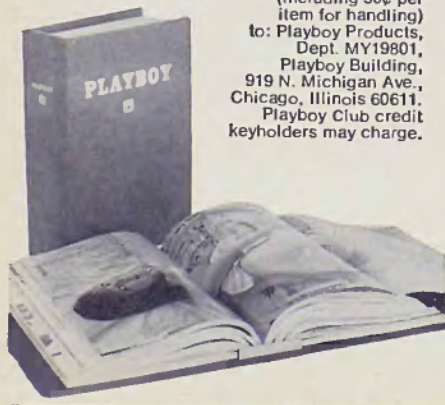 item for handling)
to: Playboy Products,
Dept. MY19801,
Playboy Building,
919 N. Michigan Ave.,
Chicago, Illinois 60611.
Playboy Club credit
keyholders may charge.
PLAYBOY